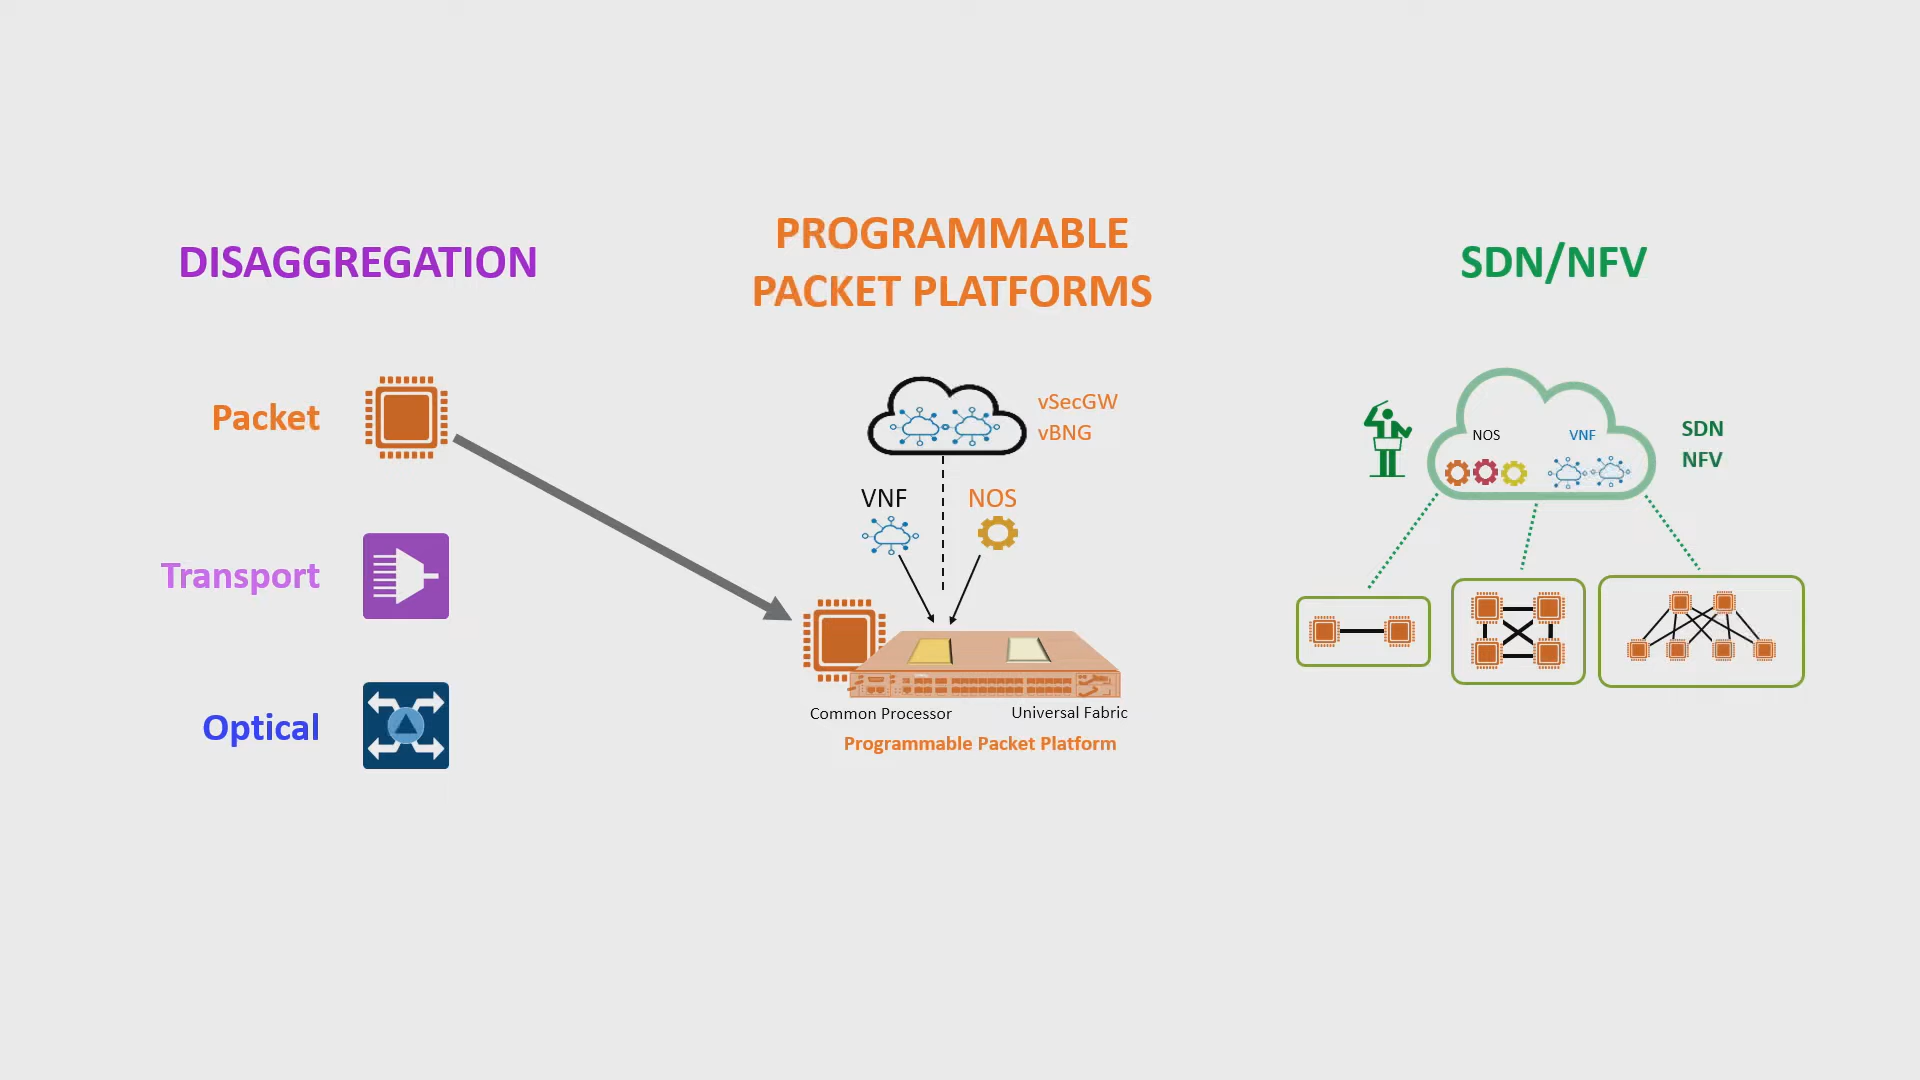 DISAGGREGATION
Packet
Transport
Optical
PROGRAMMABLE
PACKET PLATFORMS
vSecGW
vBNG
VNF
NOS
Common Processor
Universal Fabric
Programmable Packet Platform
SDN/NFV
NOS
VNF
SDN
NFV